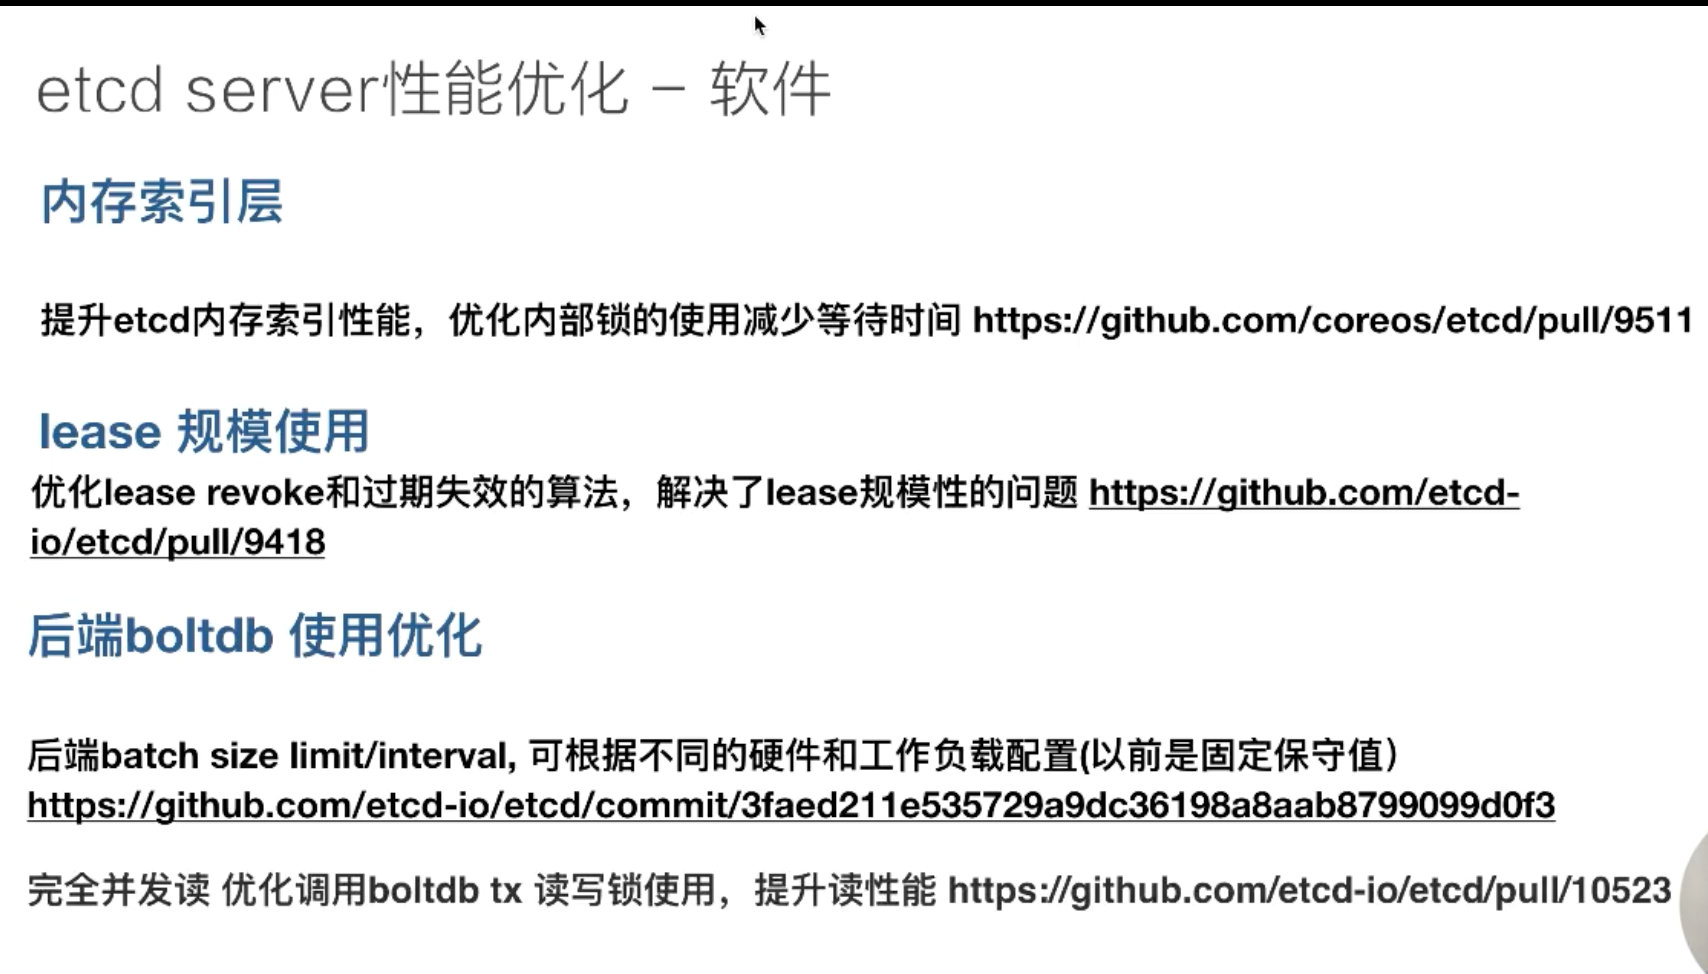 etcd server性能优化 – 软件
内存索引层
提升etcd内存索引性能，优化内部锁的使用减少等待时间 https://github.com/coreos/etcd/pull/9511
lease 规模使用
优化lease revoke和过期失效的算法，解决了lease规模性的问题 https://github.com/etcd-
io/etcd/pull/9418
后端boltdb 使用优化
后端batch size limit/interval, 可根据不同的硬件和工作负载配置(以前是固定保守值）
https://github.com/etcd-io/etcd/commit/3faed211e535729a9dc36198a8aab8799099d0f3
完全并发读 优化调用boltdb tx 读写锁使用，提升读性能 https://github.com/etcd-io/etcd/pull/10523